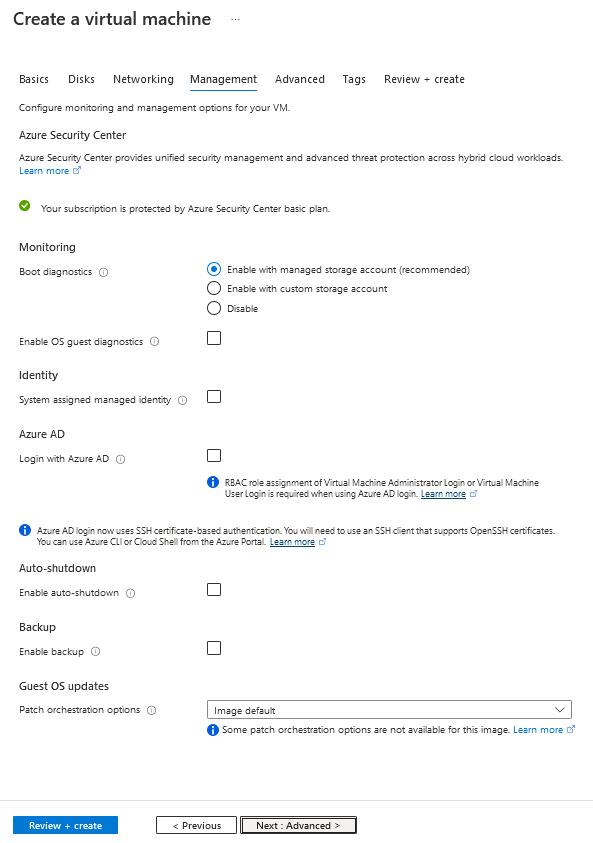 Create a virtual machine ...
Basics Disks Networking Management Advanced Tags Review + create
Configure monitoring and management options for your VM.
Azure Security Center
Azure Security Center provides unified security management and advanced threat protection across hybrid cloud workloads.
Learn more
Your subscription is protected by Azure Security Center basic plan.
Monitoring
Boot diagnostics
Enable with managed storage account (recommended)
Enable with custom storage account
Disable
Enable OS guest diagnostics
Identity
System assigned managed identity
Azure AD
Login with Azure AD
RBAC role assignment of Virtual Machine Administrator Login or Virtual Machine
User Login is required when using Azure AD login. Learn more
Azure AD login now uses SSH certificate-based authentication. You will need to use an SSH client that supports OpenSSH certificates.
You can use Azure CLI or Cloud Shell from the Azure Portal. Learn more
Auto-shutdown
Enable auto-shutdown
Backup
Enable backup
Guest OS updates
Patch orchestration options
Image default
Some patch orchestration options are not available for this image. Learn more
Review + create
< Previous
Next : Advanced >